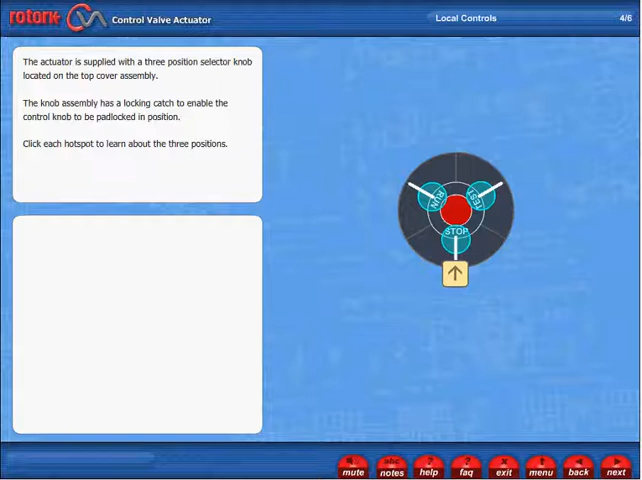 rotork Control Valve Actuator
Local Controls
4/6
The actuator is supplied with a three position selector knob
located on the top cover assembly.
The knob assembly has a locking catch to enable the
control knob to be padlocked in position.
Click each hotspot to learn about the three positions.
RUN
TEST
STOP
abc
?
?
mute
notes
help
faq
exit
menu
back
next